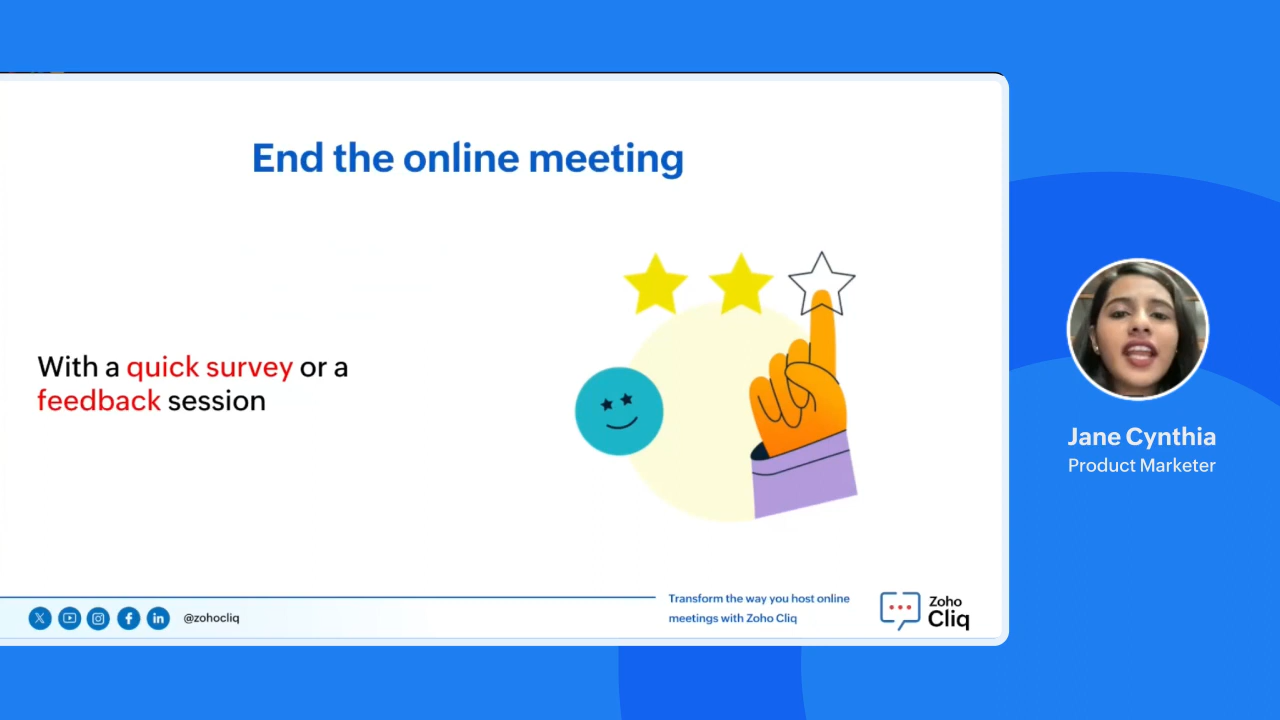 End the online meeting
With a quick survey or a
feedback session
@zohocliq
Transform the way you host online
meetings with Zoho Cliq
Zoho
Cliq
Jane Cynthia
Product Marketer